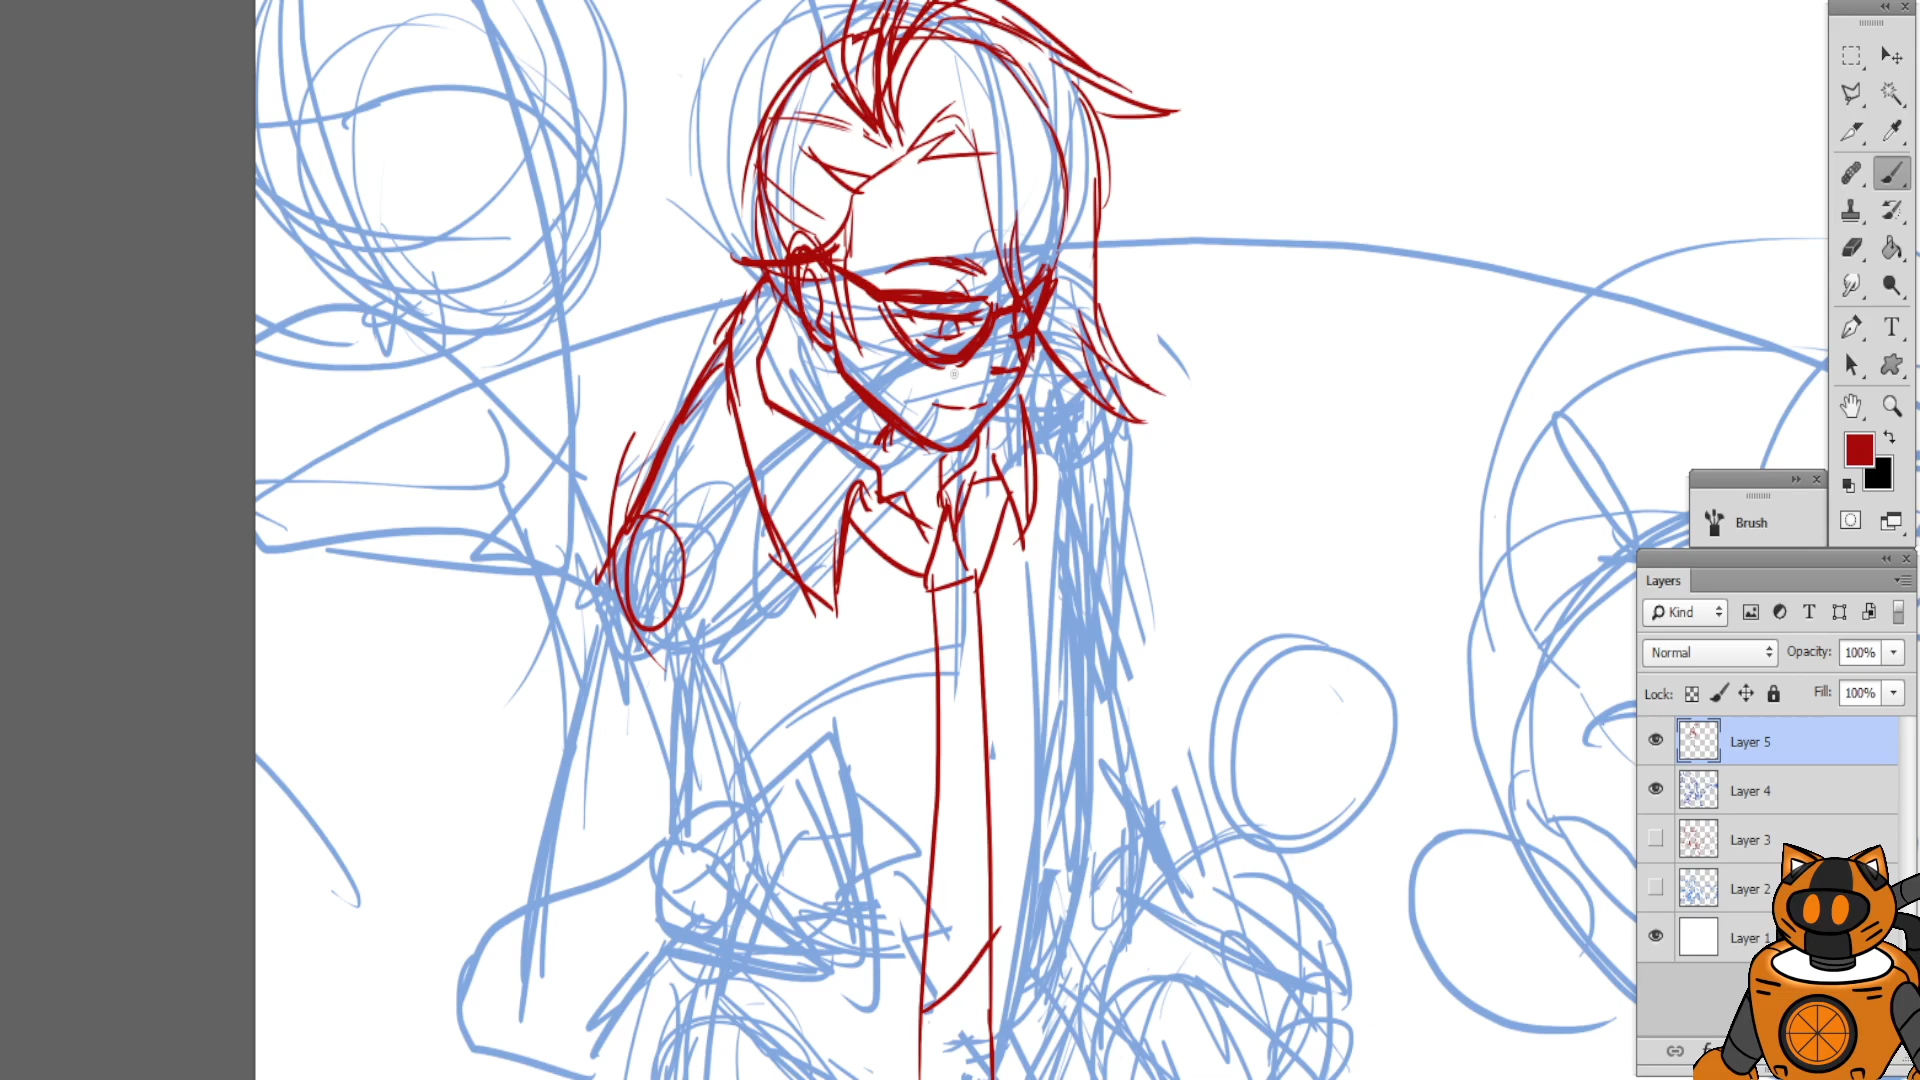 T
Brush
Layers
Kind
T
Normal
Opacity: 100%
Lock:
Fill: 100%
Layer 5
Layer 4
Layer 3
Layer 2
Layer 1